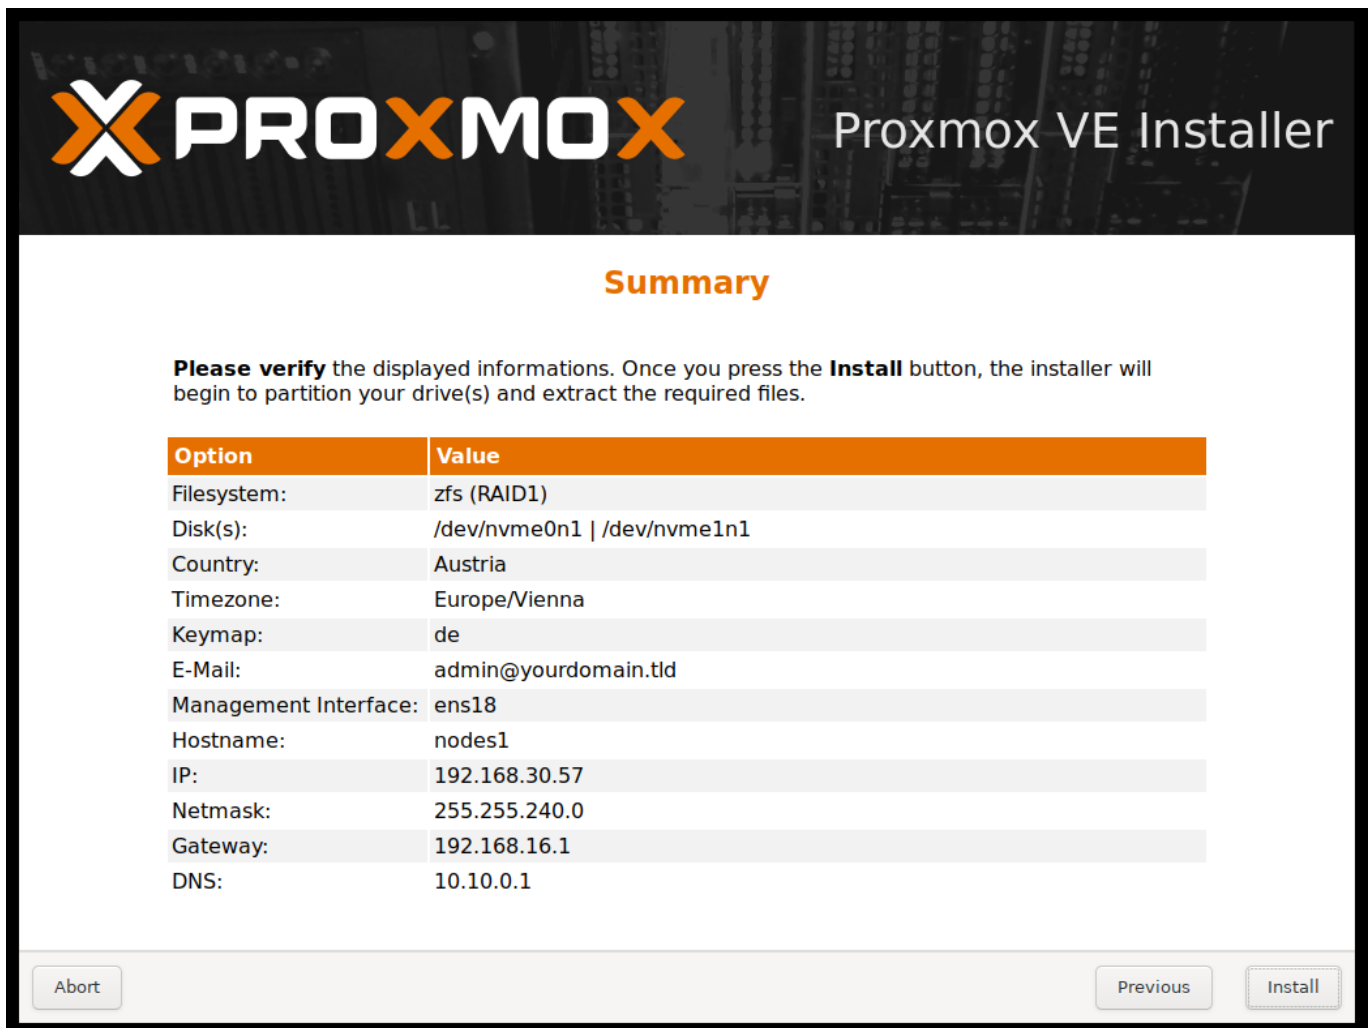 PROXMOX
Proxmox VE Installer
Summary
Please verify the displayed informations. Once you press the Install button, the installer will
begin to partition your drive(s) and extract the required files.
Option Value
Filesystem: zfs (RAID1)
Disk(s): /dev/nvme0n1 | /dev/nvme1n1
Country: Austria
Timezone: Europe/Vienna
Keymap: de
E-Mail: admin@yourdomain.tld
Management Interface: ens18
Hostname: nodes1
IP: 192.168.30.57
Netmask: 255.255.240.0
Gateway: 192.168.16.1
DNS: 10.10.0.1
Abort Previous Install